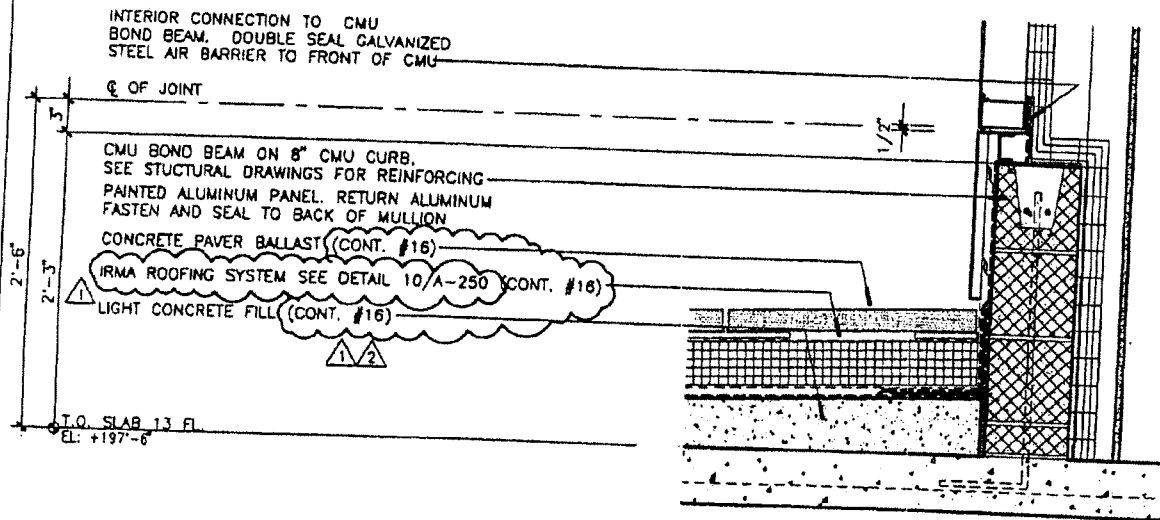 INTERIOR CONNECTION TO CMU
BOND BEAM. DOUBLE SEAL GALVANIZED
STEEL AIR BARRIER TO FRONT OF CMU
℄ OF JOINT
3"
1/2"
CMU BOND BEAM ON 8" CMU CURB,
SEE STUCTURAL DRAWINGS FOR REINFORCING
PAINTED ALUMINUM PANEL. RETURN ALUMINUM
FASTEN AND SEAL TO BACK OF MULLION
CONCRETE PAVER BALLAST (CONT. #16)
2'-6"
2'-3"
1
IRMA ROOFING SYSTEM SEE DETAIL 10/A-250 (CONT. #16)
LIGHT CONCRETE FILL (CONT. #16)
1 2
T.O. SLAB 13 FL.
EL: +197'-6"